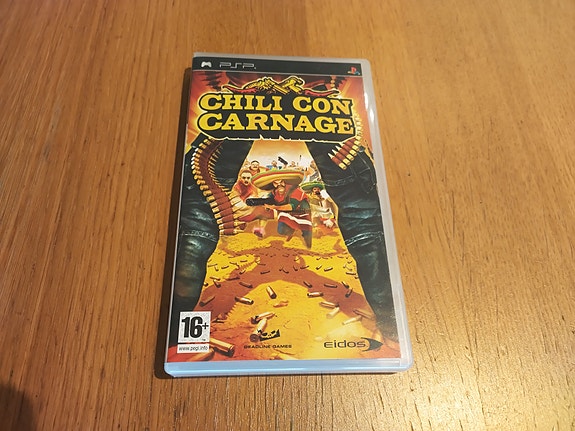 PSP
CHILI CON
CARNAGE
16+
www.pegi.info
DEADLINE GAMES
Eidos